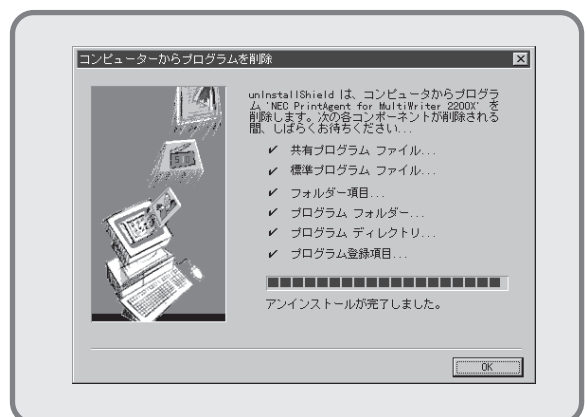 コンピューターからプログラムを削除
unInstallShield は、コンピュータからプログラ
ム 'NEC PrintAgent for MultiWriter 2200X' を
削除します。次の各コンポーネントが削除される
間、しばらくお待ちください...
✔ 共有プログラム ファイル...
✔ 標準プログラム ファイル...
✔ フォルダー項目...
✔ プログラム フォルダー...
✔ プログラム ディレクトリ...
✔ プログラム登録項目...
アンインストールが完了しました。
OK